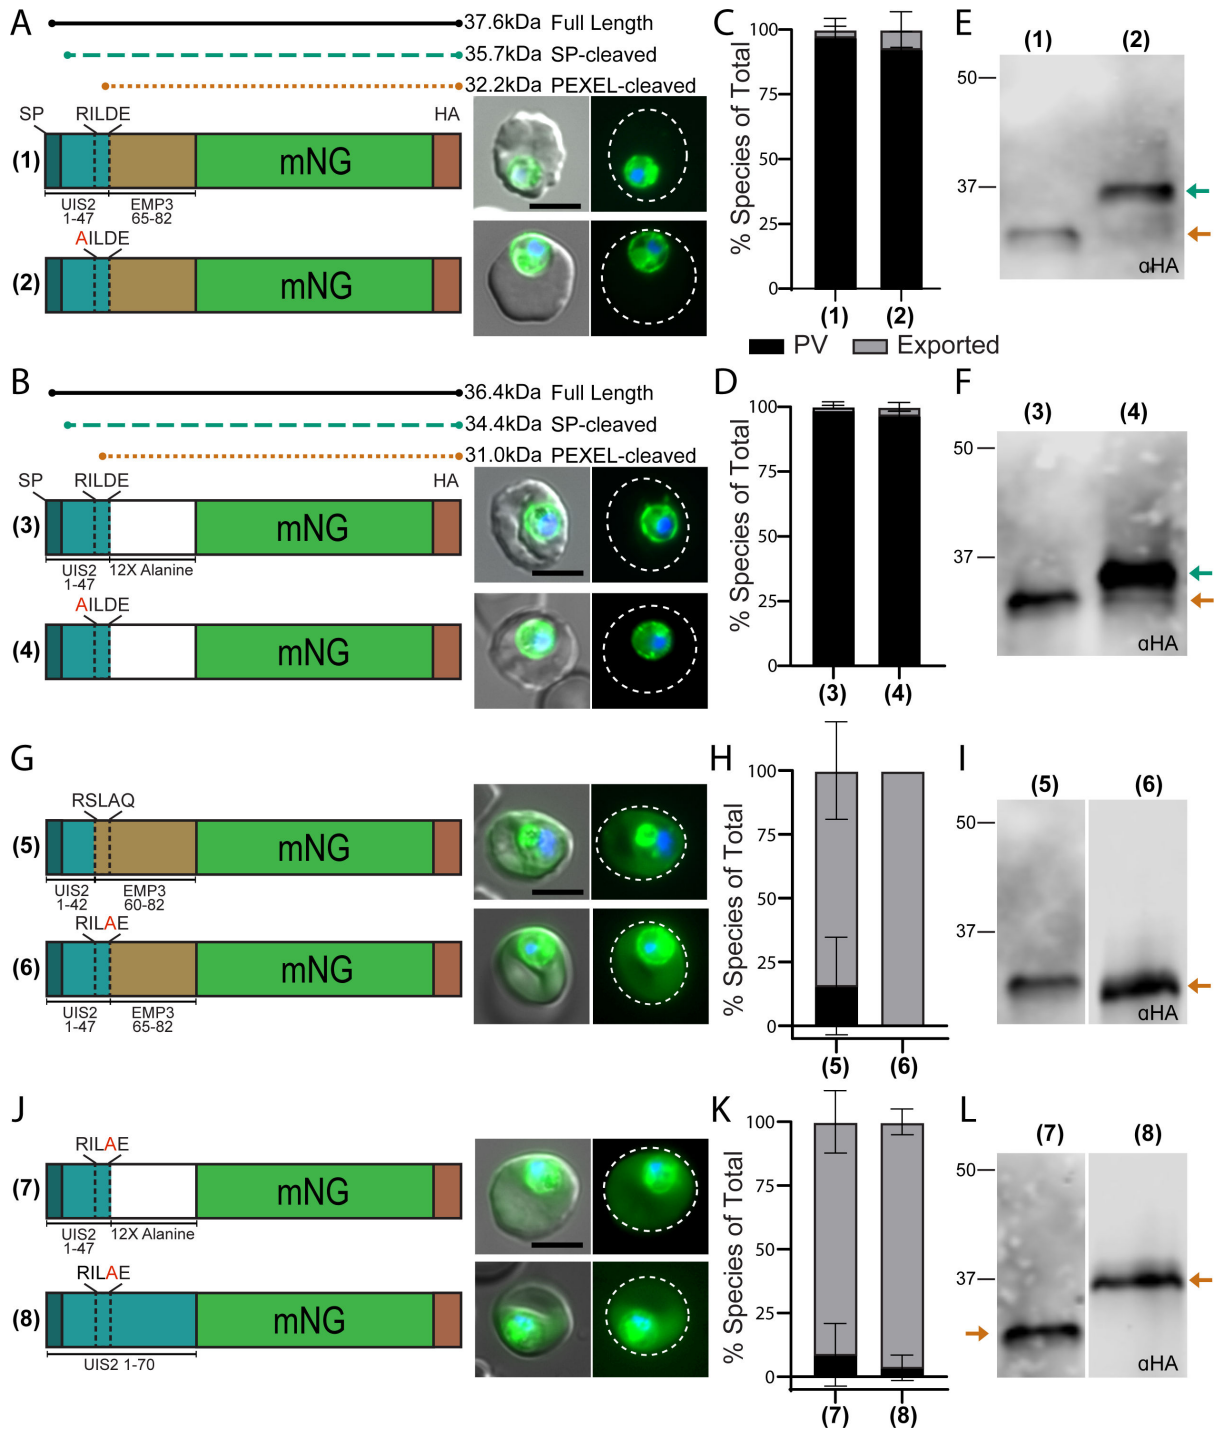 A
37.6kDa Full Length
35.7kDa SP-cleaved
32.2kDa PEXEL-cleaved
SP RILDE HA
(1) mNG
UIS2 EMP3
1-47 65-82
AILDE
(2) mNG
C
% Species of Total
100
75
50
25
0
(1) (2)
PV Exported
E
(1) (2)
50
37
αHA
B
36.4kDa Full Length
34.4kDa SP-cleaved
31.0kDa PEXEL-cleaved
SP RILDE HA
(3) mNG
UIS2 12X Alanine
1-47
AILDE
(4) mNG
D
% Species of Total
100
75
50
25
0
(3) (4)
F
(3) (4)
50
37
αHA
G
RSLAQ
(5) mNG
UIS2 EMP3
1-42 60-82
RILAE
(6) mNG
UIS2 EMP3
1-47 65-82
H
% Species of Total
100
75
50
25
0
(5) (6)
I
(5) (6)
50
37
αHA
J
RILAE
(7) mNG
UIS2 12X Alanine
1-47
RILAE
(8) mNG
UIS2 1-70
K
% Species of Total
100
75
50
25
0
(7) (8)
L
(7) (8)
50
37
αHA